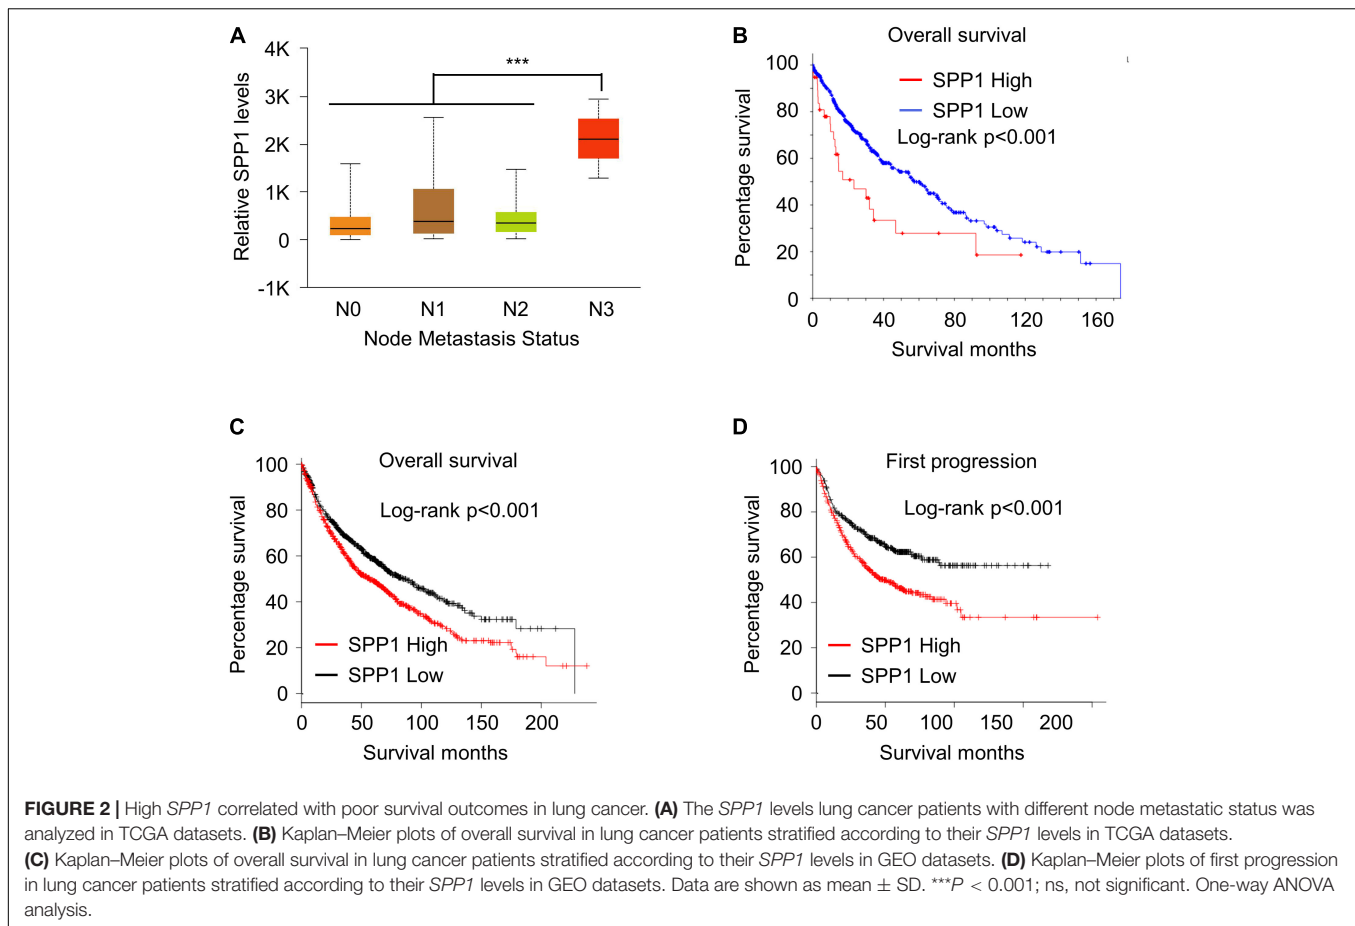 A
4K
3K
2K
1K
0
-1K
Relative SPP1 levels
***
N0 N1 N2 N3
Node Metastasis Status
B
Overall survival
SPP1 High
SPP1 Low
Log-rank p<0.001
100
80
60
40
20
0
Percentage survival
0 40 80 120 160
Survival months
C
Overall survival
Log-rank p<0.001
100
80
60
40
20
0
Percentage survival
SPP1 High
SPP1 Low
0 50 100 150 200
Survival months
D
First progression
Log-rank p<0.001
100
80
60
40
20
0
Percentage survival
SPP1 High
SPP1 Low
0 50 100 150 200
Survival months
FIGURE 2 | High SPP1 correlated with poor survival outcomes in lung cancer. (A) The SPP1 levels lung cancer patients with different node metastatic status was
analyzed in TCGA datasets. (B) Kaplan–Meier plots of overall survival in lung cancer patients stratified according to their SPP1 levels in TCGA datasets.
(C) Kaplan–Meier plots of overall survival in lung cancer patients stratified according to their SPP1 levels in GEO datasets. (D) Kaplan–Meier plots of first progression
in lung cancer patients stratified according to their SPP1 levels in GEO datasets. Data are shown as mean ± SD. ***P < 0.001; ns, not significant. One-way ANOVA
analysis.